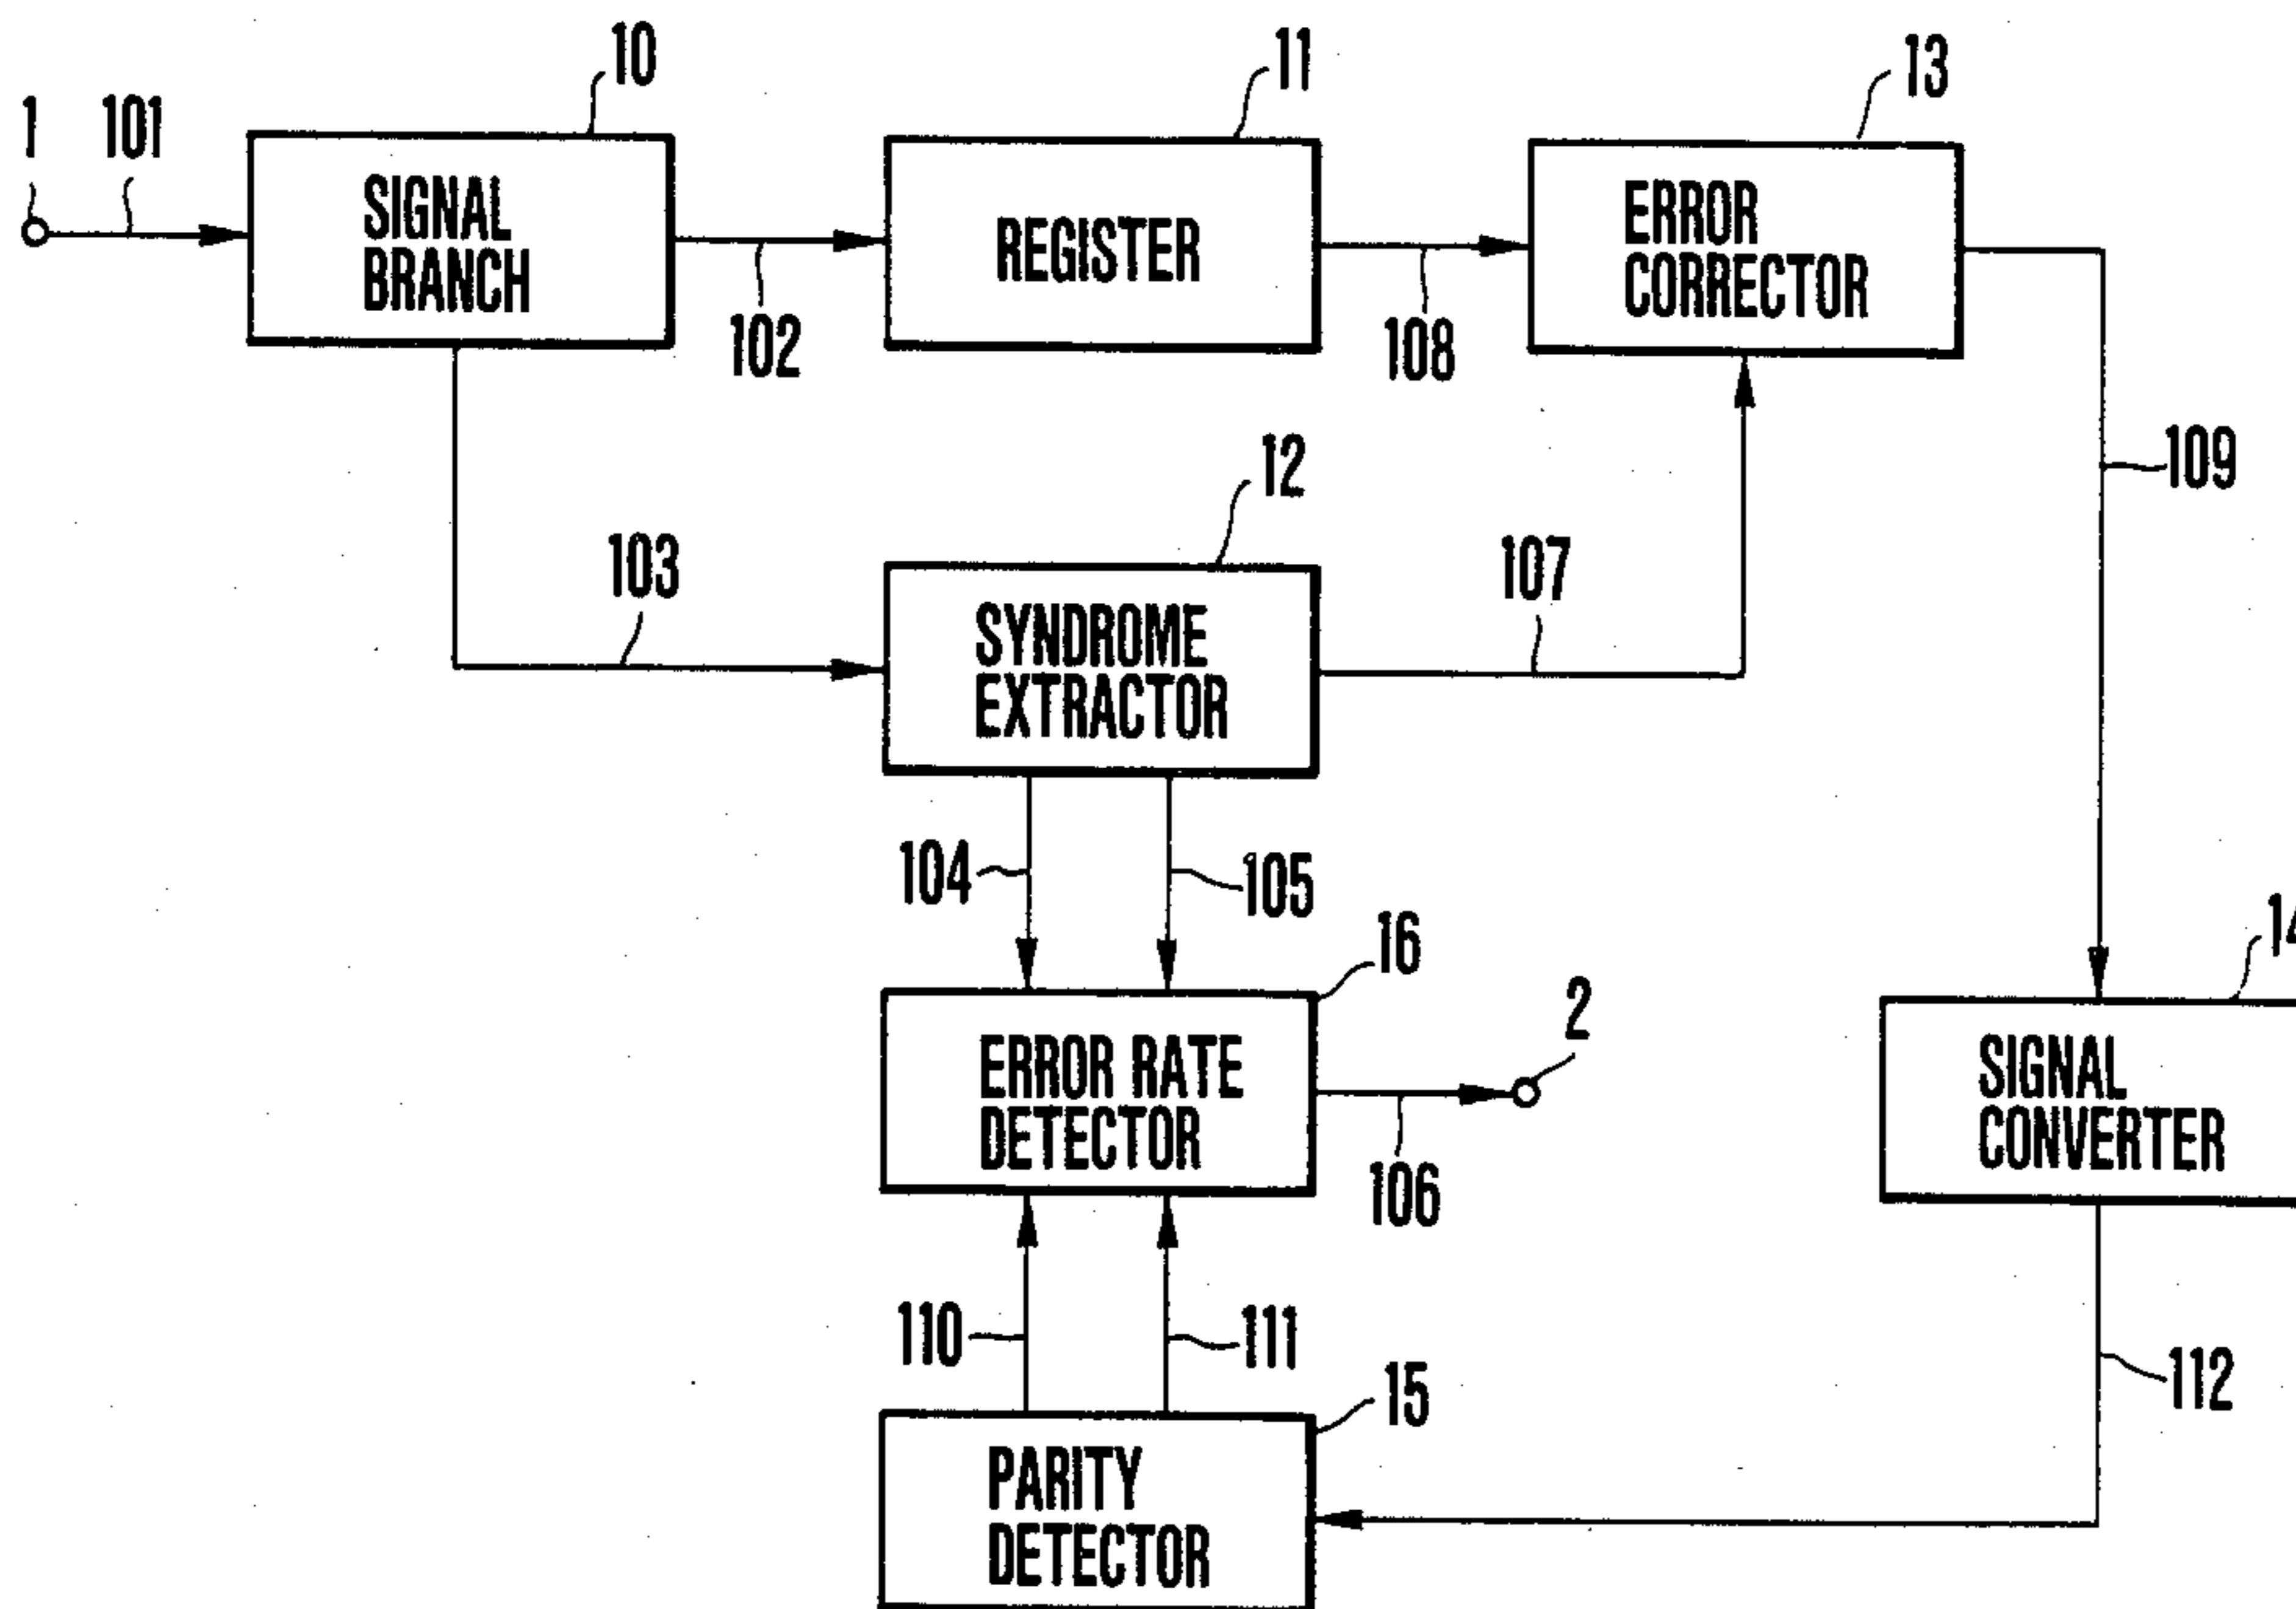 10
11
13
1
101
SIGNAL
BRANCH
REGISTER
ERROR
CORRECTOR
102
108
109
12
103
107
SYNDROME
EXTRACTOR
104
105
16
2
ERROR RATE
DETECTOR
106
SIGNAL
CONVERTER
110
111
15
112
PARITY
DETECTOR